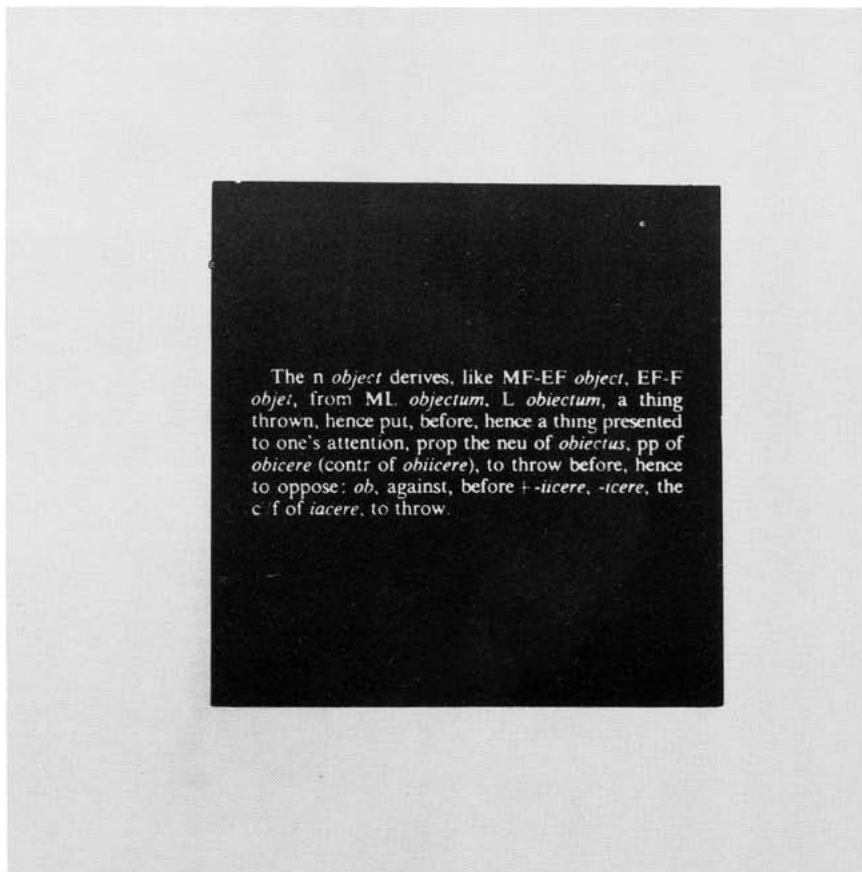 The n object derives, like MF-EF object, EF-F
objet, from ML objectum, L obiectum, a thing
thrown, hence put, before, hence a thing presented
to one's attention, prop the neu of obiectus, pp of
obicere (contr of obiicere), to throw before, hence
to oppose: ob, against, before + -iicere, -icere, the
c/f of iacere, to throw.